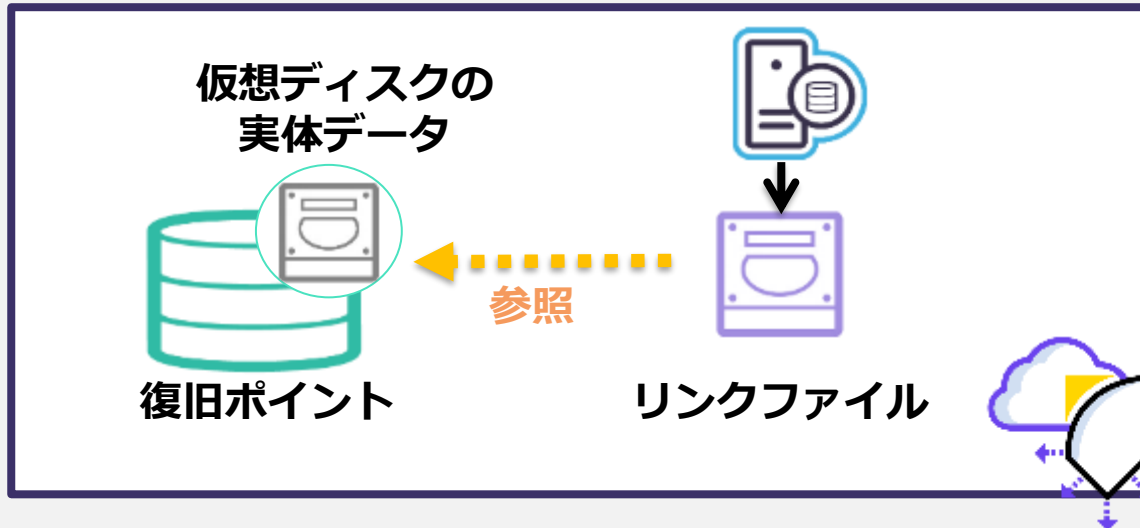 仮想ディスクの
実体データ
参照
復旧ポイント
リンクファイル